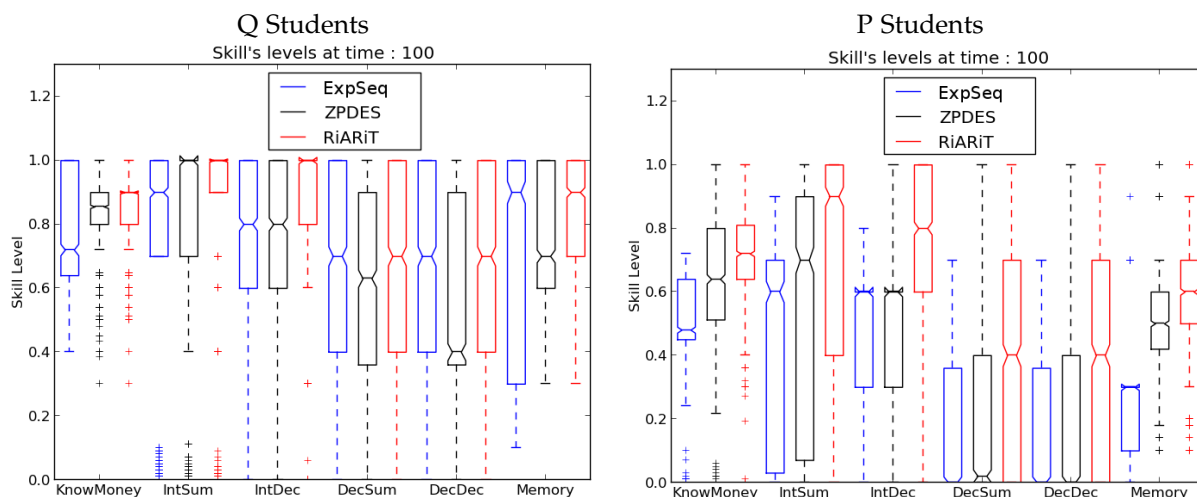 Q Students
Skill's levels at time : 100
ExpSeq
ZPDES
RiARiT
Skill Level
1.2
1.0
0.8
0.6
0.4
0.2
0.0
KnowMoney IntSum IntDec DecSum DecDec Memory
P Students
Skill's levels at time : 100
ExpSeq
ZPDES
RiARiT
Skill Level
1.2
1.0
0.8
0.6
0.4
0.2
0.0
KnowMoney IntSum IntDec DecSum DecDec Memory